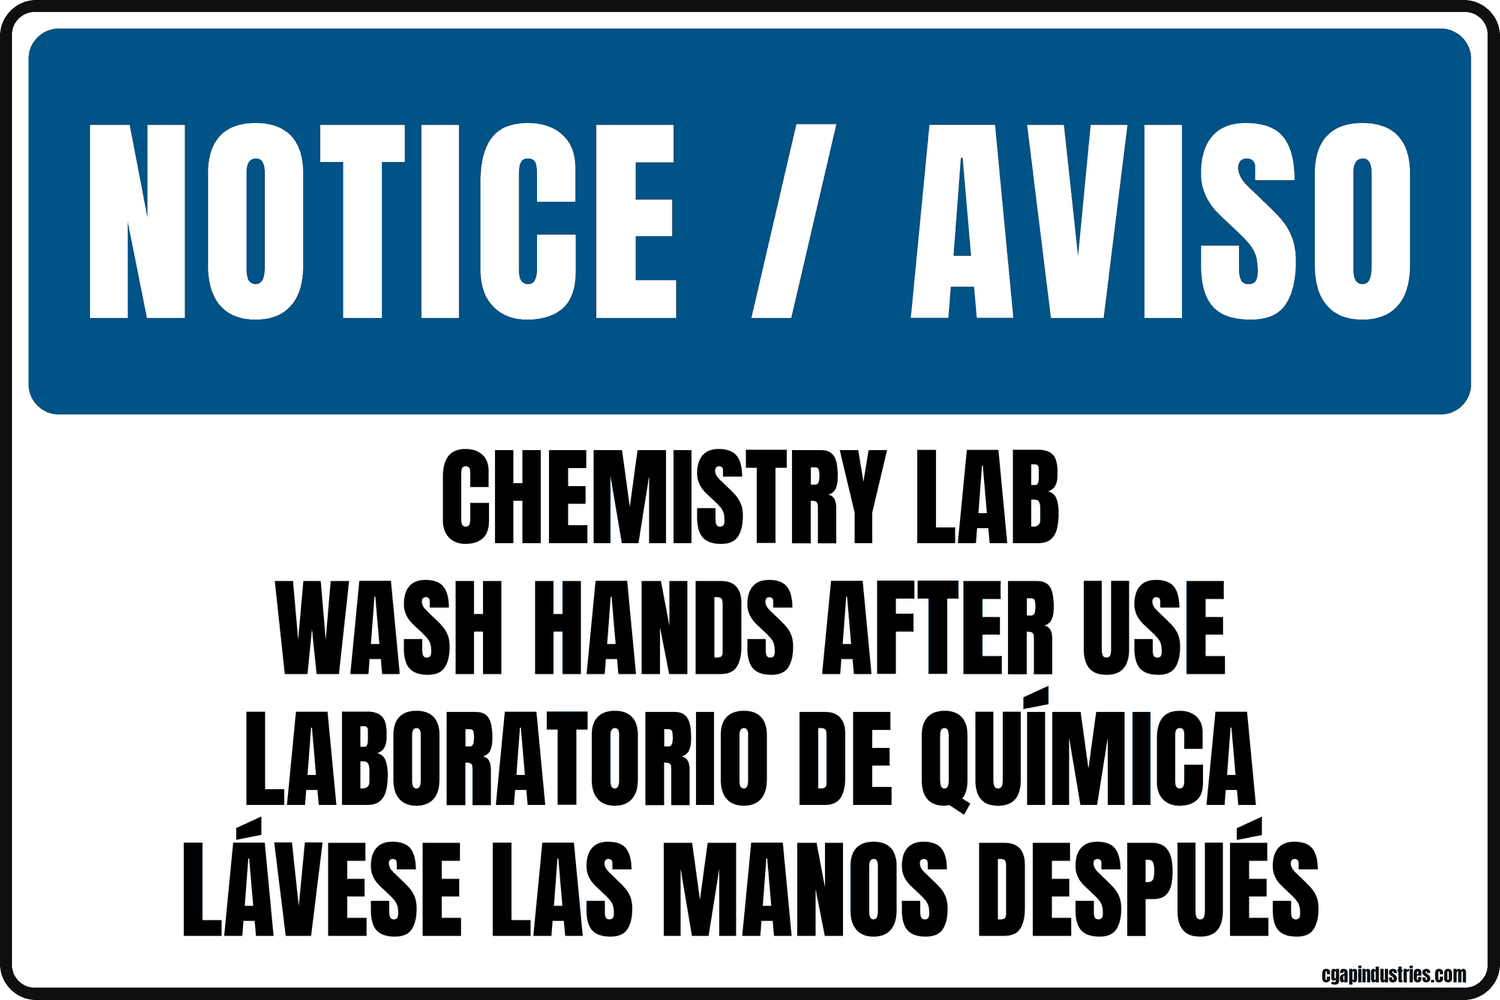 NOTICE / AVISO
CHEMISTRY LAB
WASH HANDS AFTER USE
LABORATORIO DE QUÍMICA
LÁVESE LAS MANOS DESPUÉS
cgapindustries.com